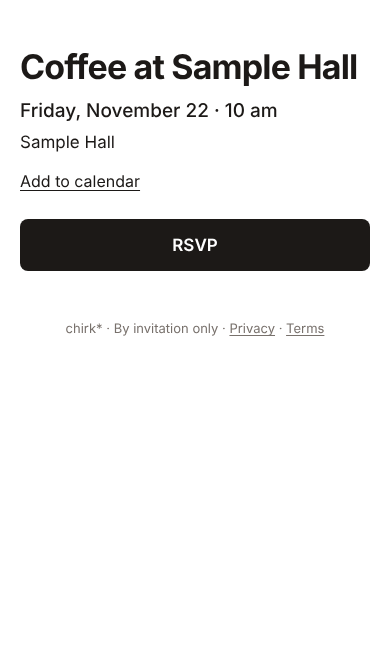 Coffee at Sample Hall
Friday, November 22 · 10 am
Sample Hall
Add to calendar
RSVP
chirk* · By invitation only · Privacy · Terms